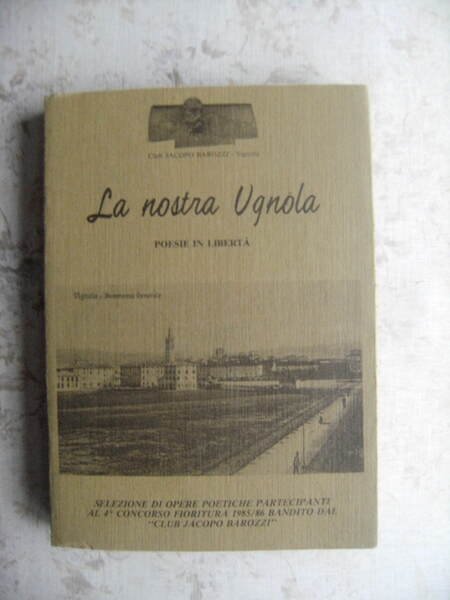 Club JACOPO BAROZZI - Vignola
La nostra Vgnola
POESIE IN LIBERTÀ
Vignola - Panorama Generale
SELEZIONE DI OPERE POETICHE PARTECIPANTI
AL 4° CONCORSO FIORITURA 1985/86 BANDITO DAL
"CLUB JACOPO BAROZZI"